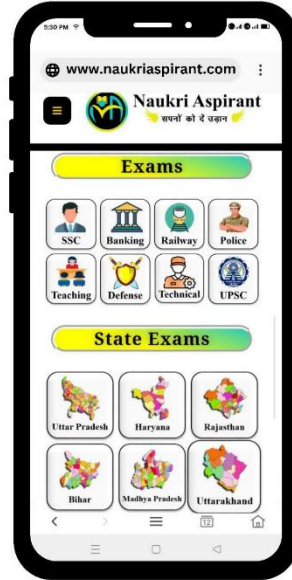 5:30 PM
www.naukriaspirant.com
Naukri Aspirant
सपनों को दें उड़ान
Exams
SSC Banking Railway Police
Teaching Defense Technical UPSC
State Exams
Uttar Pradesh Haryana Rajasthan
Bihar Madhya Pradesh Uttarakhand
12